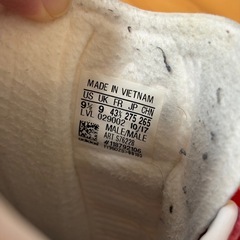 MADE IN VIETNAM
US UK FR JP CHN
9½ 9 43⅓ 275 265
LVL 029002 10/17
MALE/MALE
ART S76728